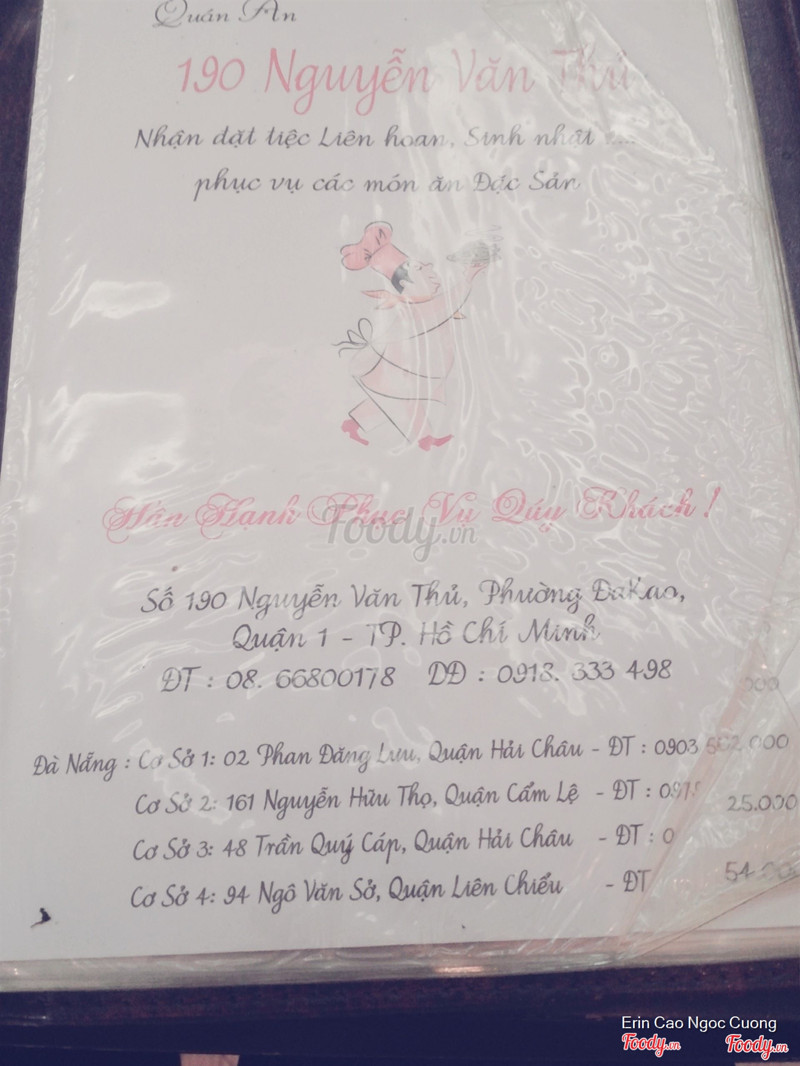 Quán Ăn
190 Nguyễn Văn Thủ
Nhận đặt tiệc Liên hoan, Sinh nhật ...
phục vụ các món ăn Đặc Sản
Hân Hạnh Phục Vụ Qúy Khách !
Foody.vn
Số 190 Nguyễn Văn Thủ, Phường ĐaKao,
Quận 1 - TP. Hồ Chí Minh
ĐT : 08. 66800178 DĐ : 0918. 333 498
000
Đà Nẵng : Cơ Sở 1: 02 Phan Đăng Lưu, Quận Hải Châu - ĐT : 0903 000
Cơ Sở 2: 161 Nguyễn Hữu Thọ, Quận Cẩm Lệ - ĐT : 25.000
Cơ Sở 3: 48 Trần Quý Cáp, Quận Hải Châu - ĐT : 0
Cơ Sở 4: 94 Ngô Văn Sở, Quận Liên Chiểu - ĐT
Erin Cao Ngoc Cuong
Foody.vn Foody.vn